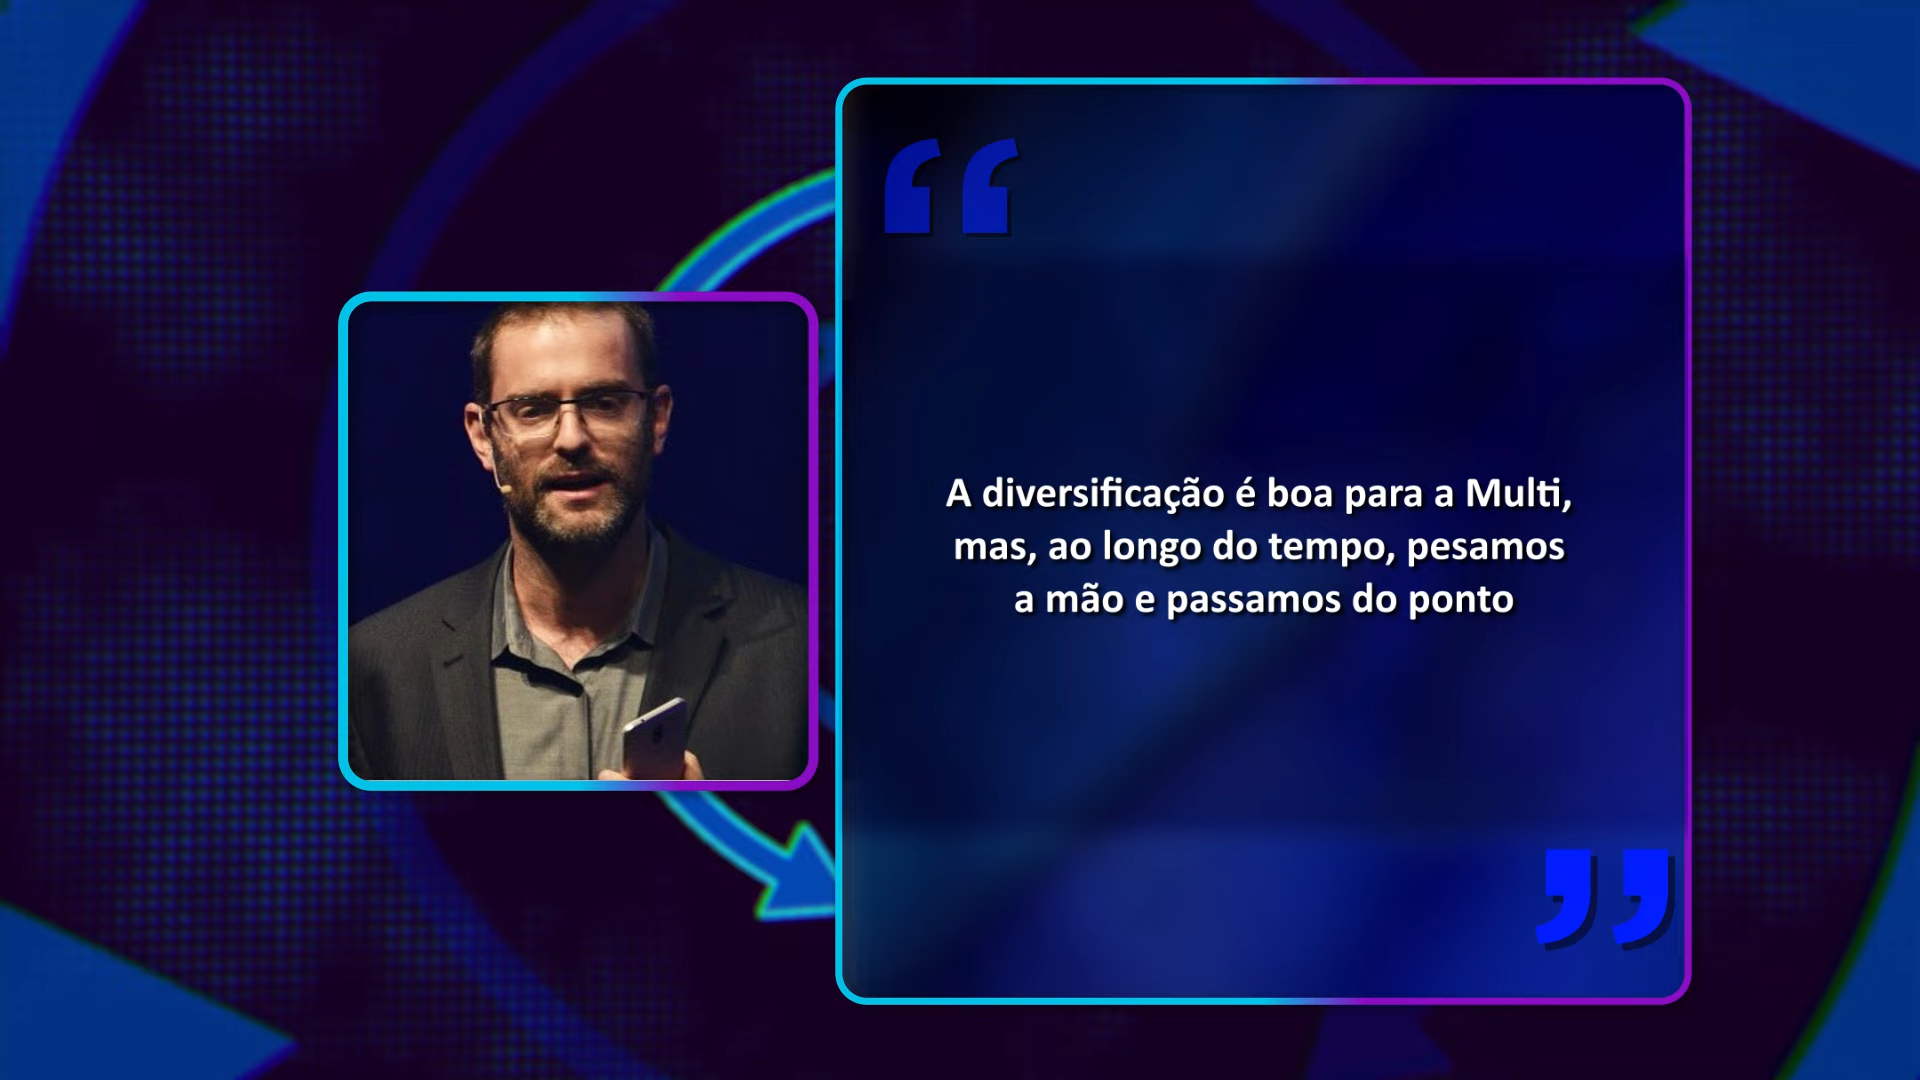 “
A diversificação é boa para a Multi,
mas, ao longo do tempo, pesamos
a mão e passamos do ponto
”